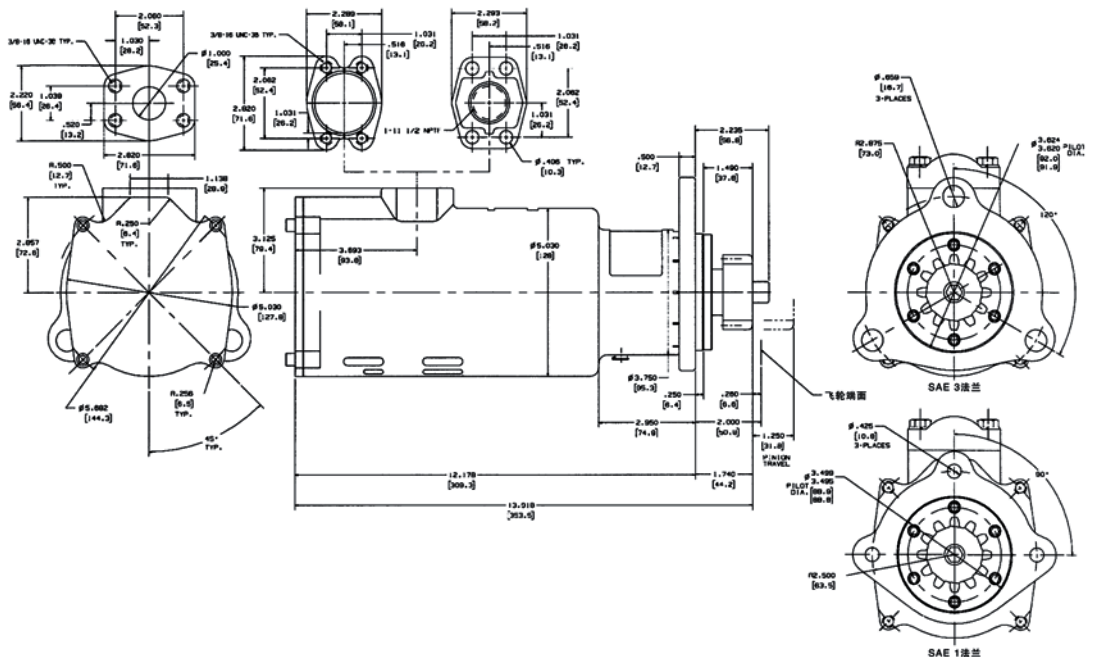 2.060
[52.3]
3/8-16 UNC-3B TYP.
1.030
[26.2]
Ø1.000
[25.4]
2.220
[56.4]
1.039
[26.4]
.520
[13.2]
2.820
[71.6]
2.289
[58.1]
3/8-16 UNC-3B TYP.
1.031
[26.2]
.516
[13.1]
2.062
[52.4]
2.820
[71.6]
1.031
[26.2]
2.293
[58.2]
1.031
[26.2]
.516
[13.1]
2.062
[52.4]
1.031
[26.2]
1-11 1/2 NPTF
Ø.406 TYP.
[10.3]
R.500
[12.7]
TYP.
1.138
[28.9]
R.250
[6.4]
TYP.
2.857
[72.6]
Ø5.030
[127.8]
R.256
[6.5]
TYP.
Ø5.682
[144.3]
45°
TYP.
3.125
[79.4]
3.693
[93.8]
Ø5.030
[128]
.500
[12.7]
2.235
[56.8]
1.490
[37.8]
Ø3.750
[95.3]
.250
[6.4]
.260
[6.6]
2.950
[74.9]
2.000
[50.9]
1.250
[31.8]
PINION
TRAVEL
飞轮端面
12.178
[309.3]
1.740
[44.2]
13.918
[353.5]
Ø.659
[16.7]
3-PLACES
R2.875
[73.0]
Ø3.624
3.620
[92.0]
[91.9]
PILOT
DIA.
120°
SAE 3法兰
Ø.425
[10.8]
3-PLACES
Ø3.499
3.495
[88.9]
[88.8]
PILOT
DIA.
90°
R2.500
[63.5]
SAE 1法兰